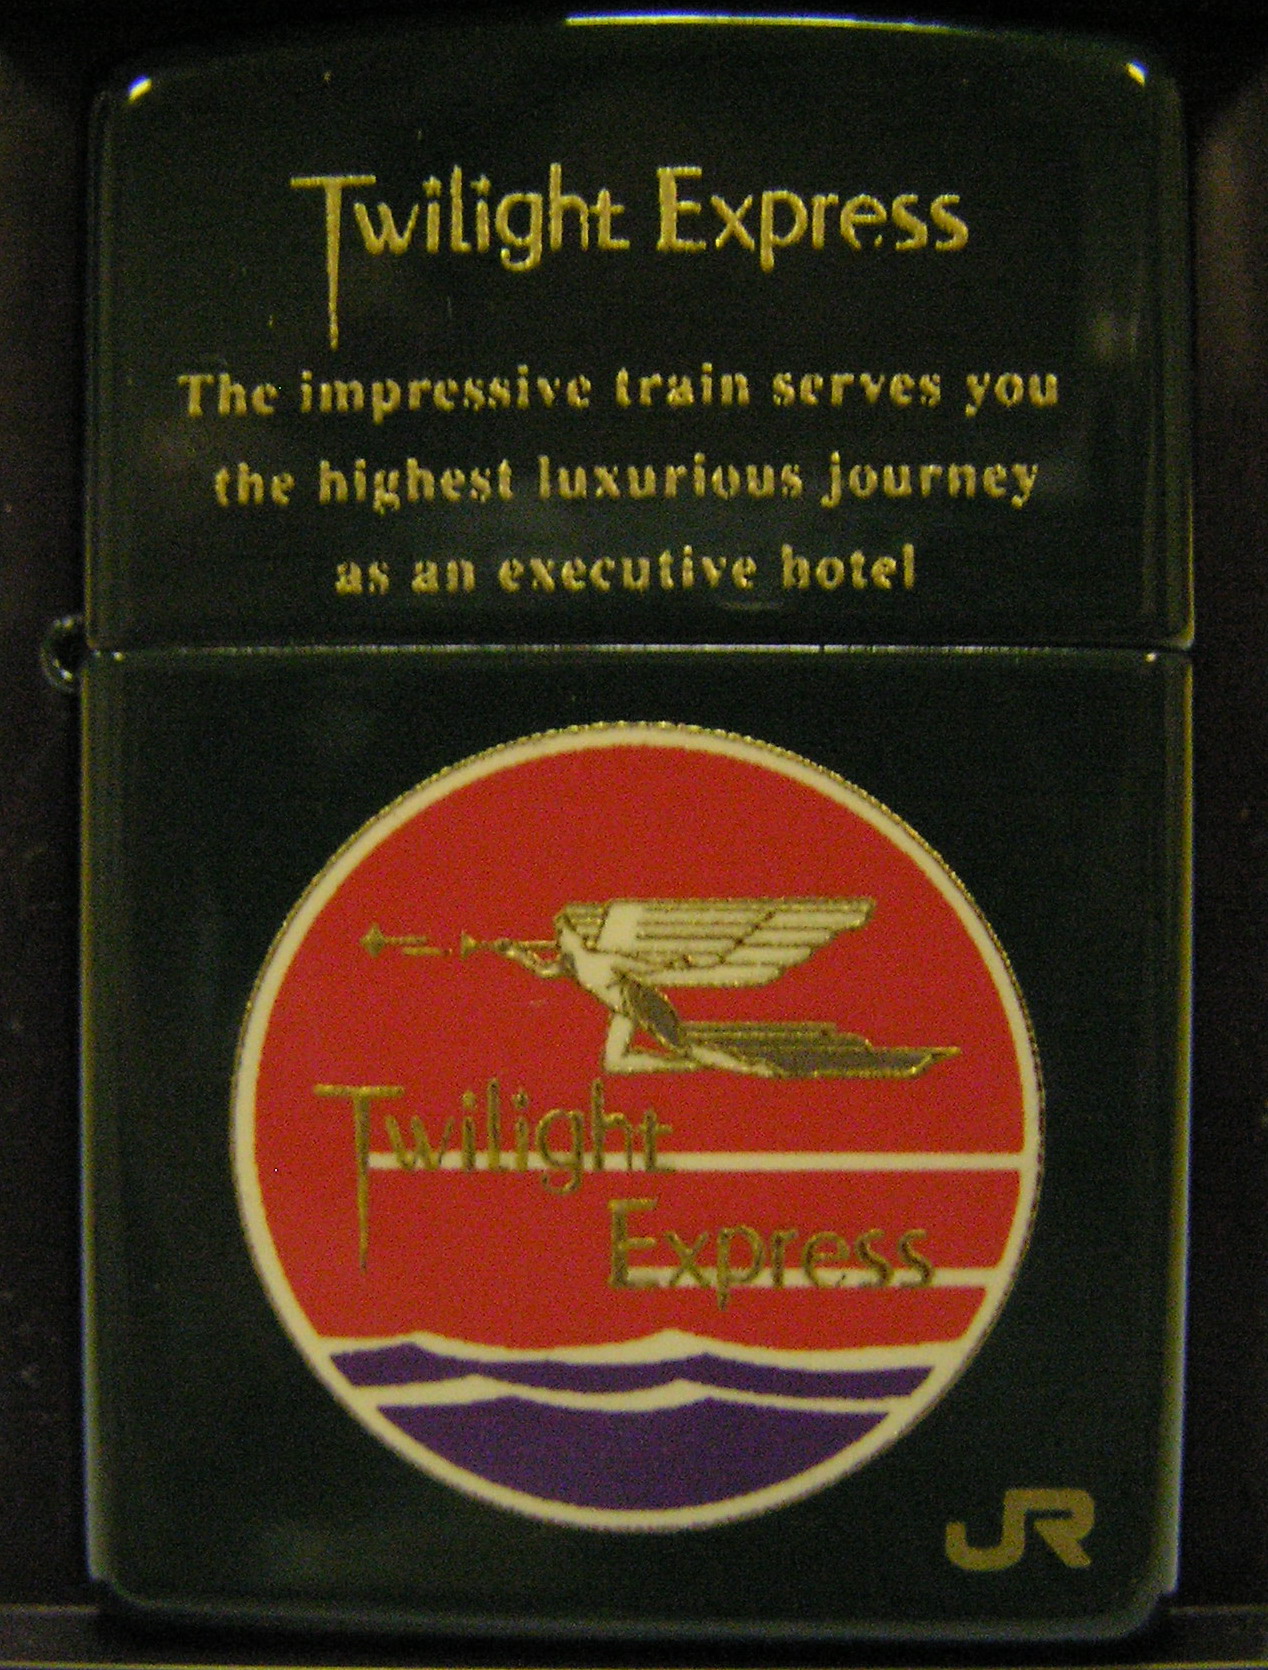 Twilight Express
The impressive train serves you
the highest luxurious journey
as an executive hotel
Twilight
Express
JR